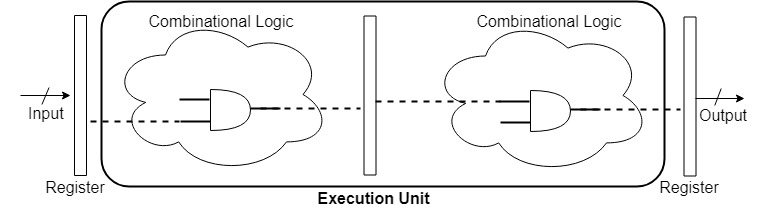 Combinational Logic
Combinational Logic
Input
Output
Register
Register
Execution Unit